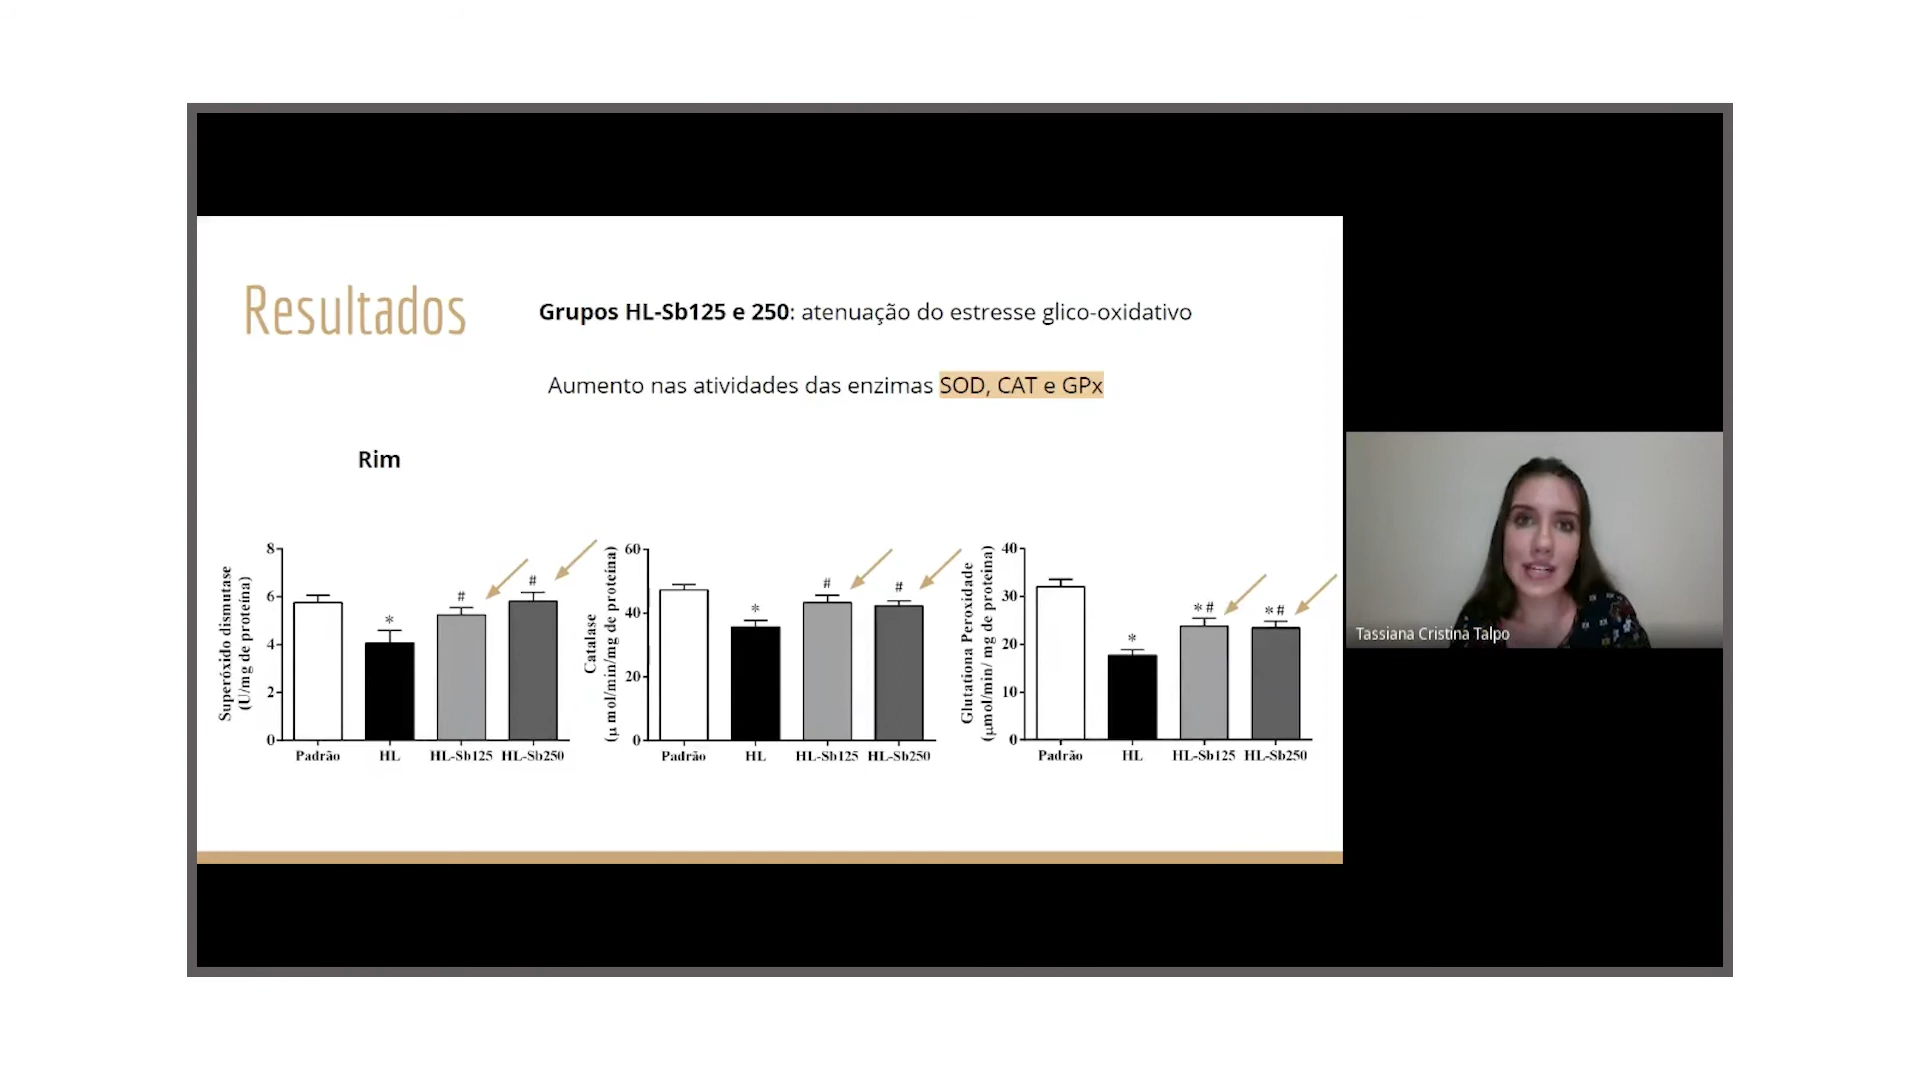 Resultados
Grupos HL-Sb125 e 250: atenuação do estresse glico-oxidativo
Aumento nas atividades das enzimas SOD, CAT e GPx
Rim
Superóxido dismutase
(U/mg de proteína)
8
6
4
2
0
*
#
#
Padrão HL HL-Sb125 HL-Sb250
Catalase
(μ mol/min/mg de proteína)
60
40
20
0
*
#
#
Padrão HL HL-Sb125 HL-Sb250
Glutationa Peroxidade
(μmol/min/ mg de proteína)
40
30
20
10
0
*
*#
*#
Padrão HL HL-Sb125 HL-Sb250
Tassiana Cristina Talpo